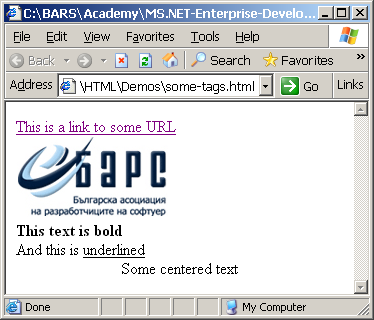 C:\BARS\Academy\MS.NET-Enterprise-Develo...
File Edit View Favorites Tools Help
Back Search Favorites
Address \HTML\Demos\some-tags.html Go Links
This is a link to some URL
барс
Българска асоциация
на разработчиците на софтуер
This text is bold
And this is underlined
Some centered text
Done My Computer